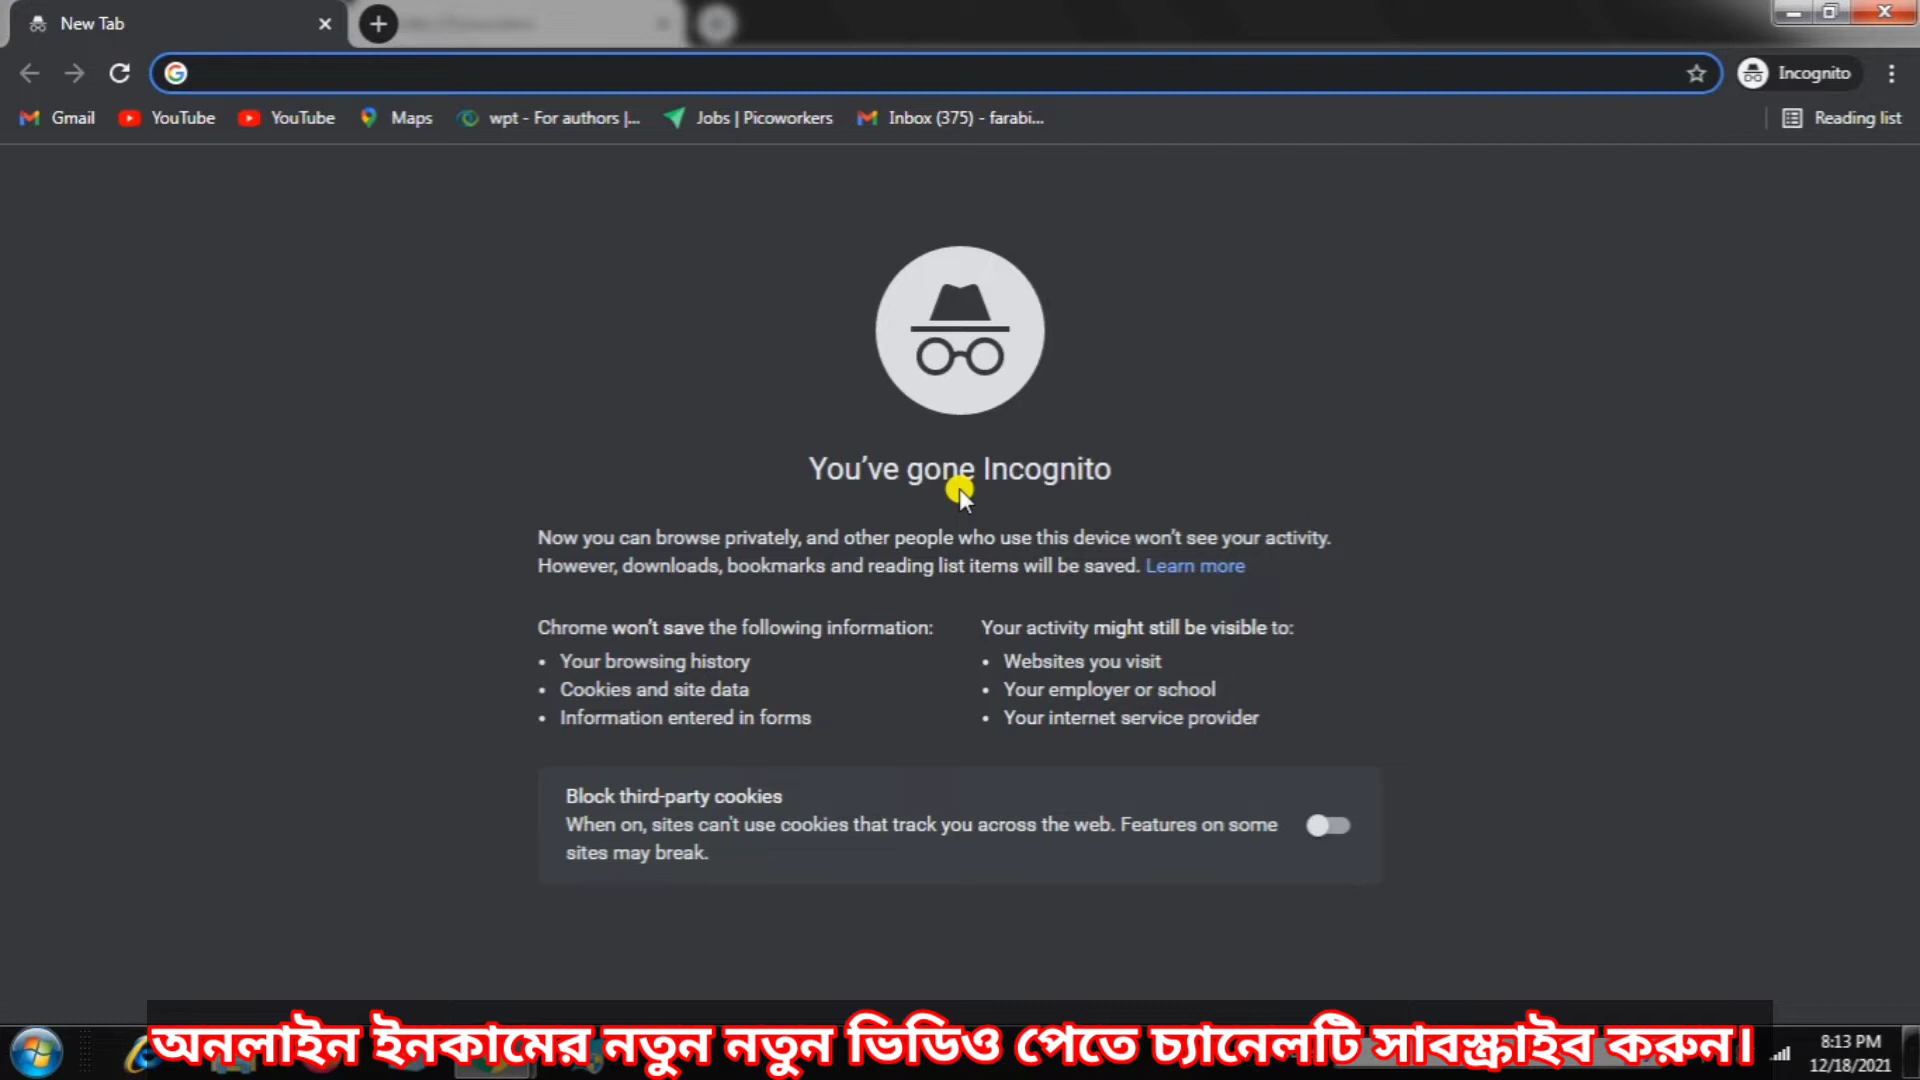 New Tab
Incognito
Gmail
YouTube
YouTube
Maps
wpt - For authors |...
Jobs | Picoworkers
Inbox (375) - farabi...
Reading list
You've gone Incognito
Now you can browse privately, and other people who use this device won't see your activity.
However, downloads, bookmarks and reading list items will be saved. Learn more
Chrome won't save the following information:
• Your browsing history
• Cookies and site data
• Information entered in forms
Your activity might still be visible to:
• Websites you visit
• Your employer or school
• Your internet service provider
Block third-party cookies
When on, sites can't use cookies that track you across the web. Features on some
sites may break.
অনলাইন ইনকামের নতুন নতুন ভিডিও পেতে চ্যানেলটি সাবস্ক্রাইব করুন।
8:13 PM
12/18/2021